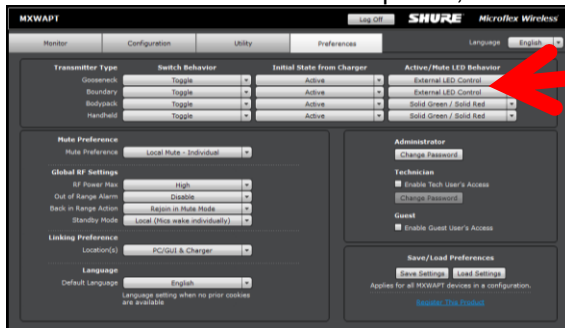 MXWAPT Log Off SHURE Microflex Wireless
Monitor Configuration Utility Preferences Language English
Transmitter Type Switch Behavior Initial State from Charger Active/Mute LED Behavior
Gooseneck Toggle Active External LED Control
Boundary Toggle Active External LED Control
Bodypack Toggle Active Solid Green / Solid Red
Handheld Toggle Active Solid Green / Solid Red
Mute Preference
Mute Preference Local Mute - Individual
Global RF Settings
RF Power Max High
Out of Range Alarm Disable
Back in Range Action Rejoin in Mute Mode
Standby Mode Local (Mics wake individually)
Linking Preference
Location(s) PC/GUI & Charger
Language
Default Language English
Language setting when no prior cookies
are available
Administrator
Change Password
Technician
Enable Tech User's Access
Change Password
Guest
Enable Guest User's Access
Save/Load Preferences
Save Settings Load Settings
Applies for all MXWAPT devices in a configuration.
Register This Product